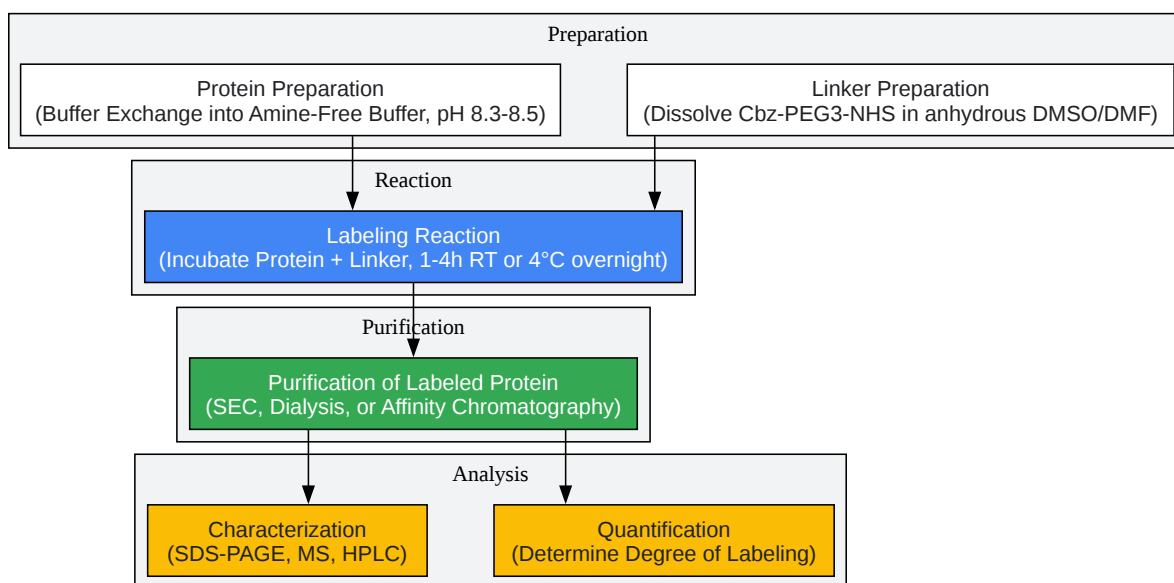 Preparation
Protein Preparation
(Buffer Exchange into Amine-Free Buffer, pH 8.3-8.5)
Linker Preparation
(Dissolve Cbz-PEG3-NHS in anhydrous DMSO/DMF)
Reaction
Labeling Reaction
(Incubate Protein + Linker, 1-4h RT or 4°C overnight)
Purification
Purification of Labeled Protein
(SEC, Dialysis, or Affinity Chromatography)
Analysis
Characterization
(SDS-PAGE, MS, HPLC)
Quantification
(Determine Degree of Labeling)